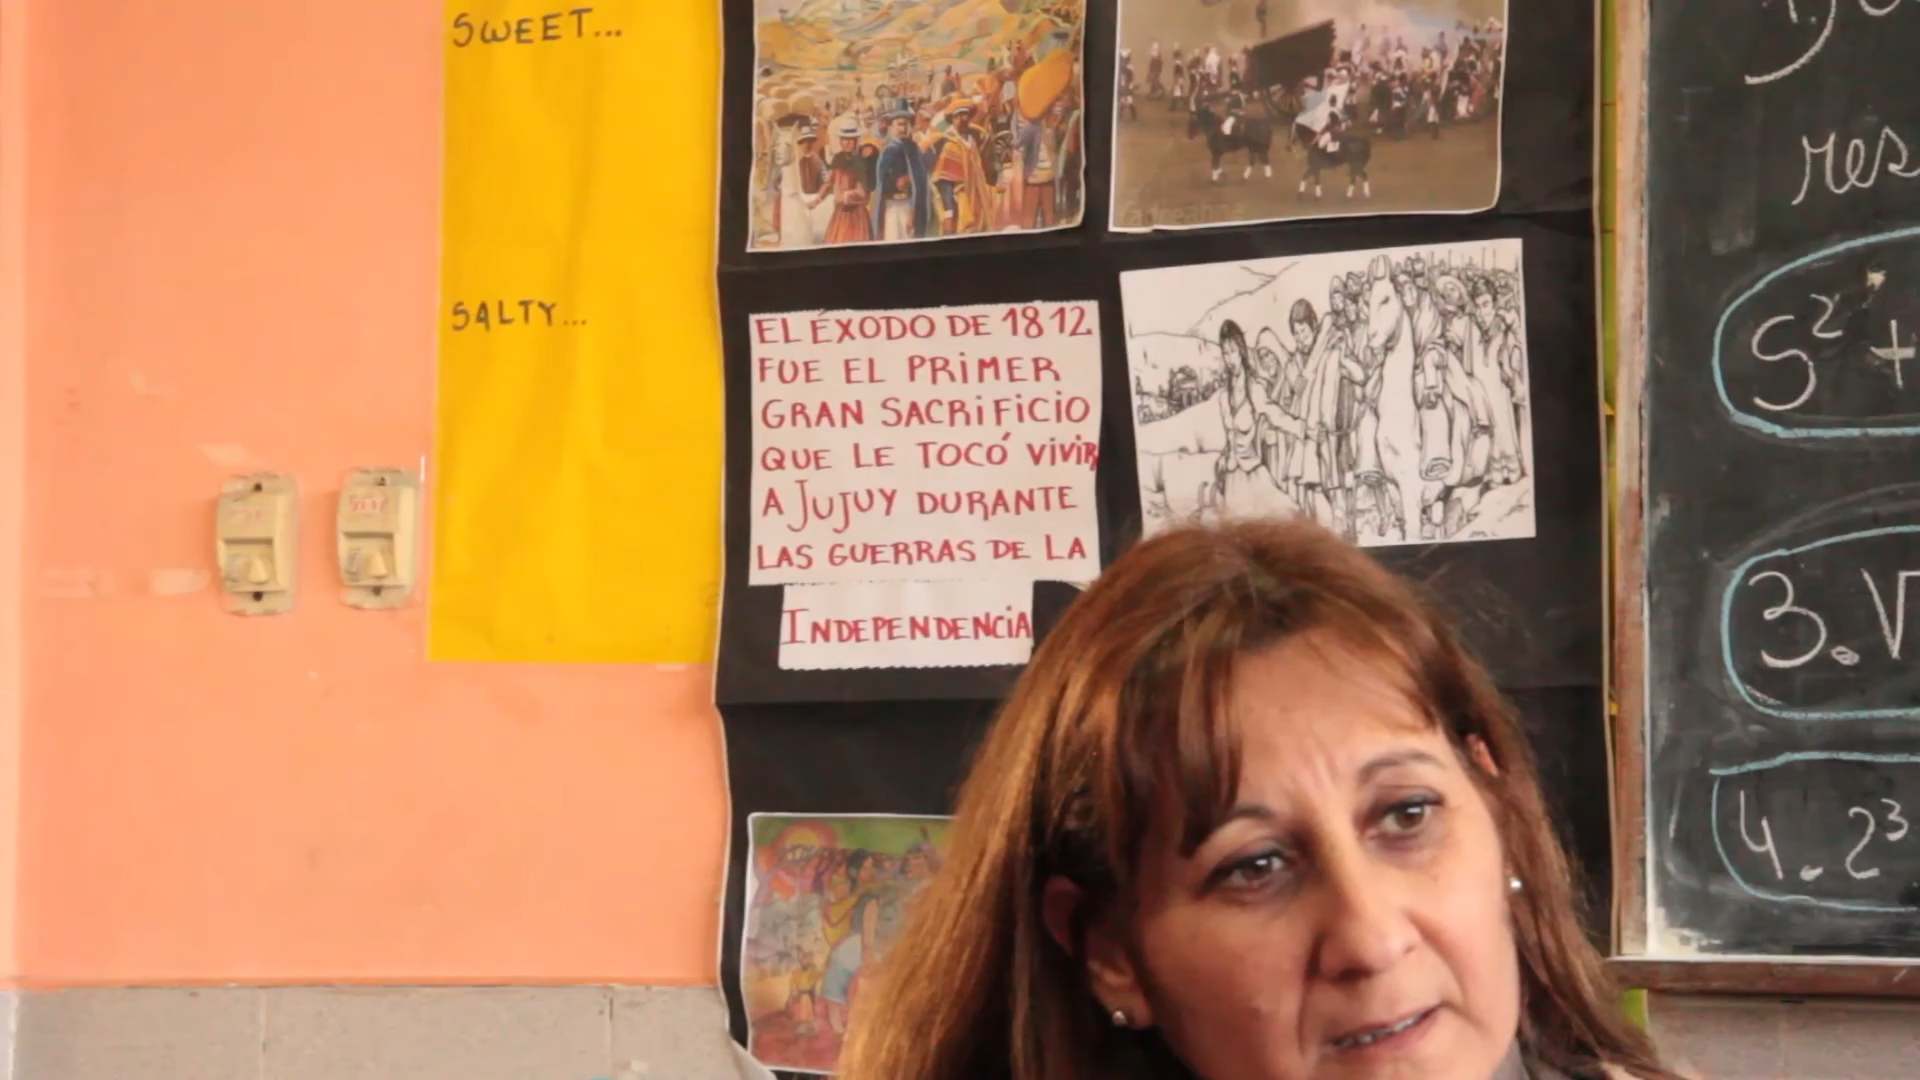 SWEET...
SALTY...
EL ÉXODO DE 1812
FUE EL PRIMER
GRAN SACRIFICIO
QUE LE TOCÓ VIVIR
A JUJUY DURANTE
LAS GUERRAS DE LA
INDEPENDENCIA
res
5² +
3. V
4. 2³